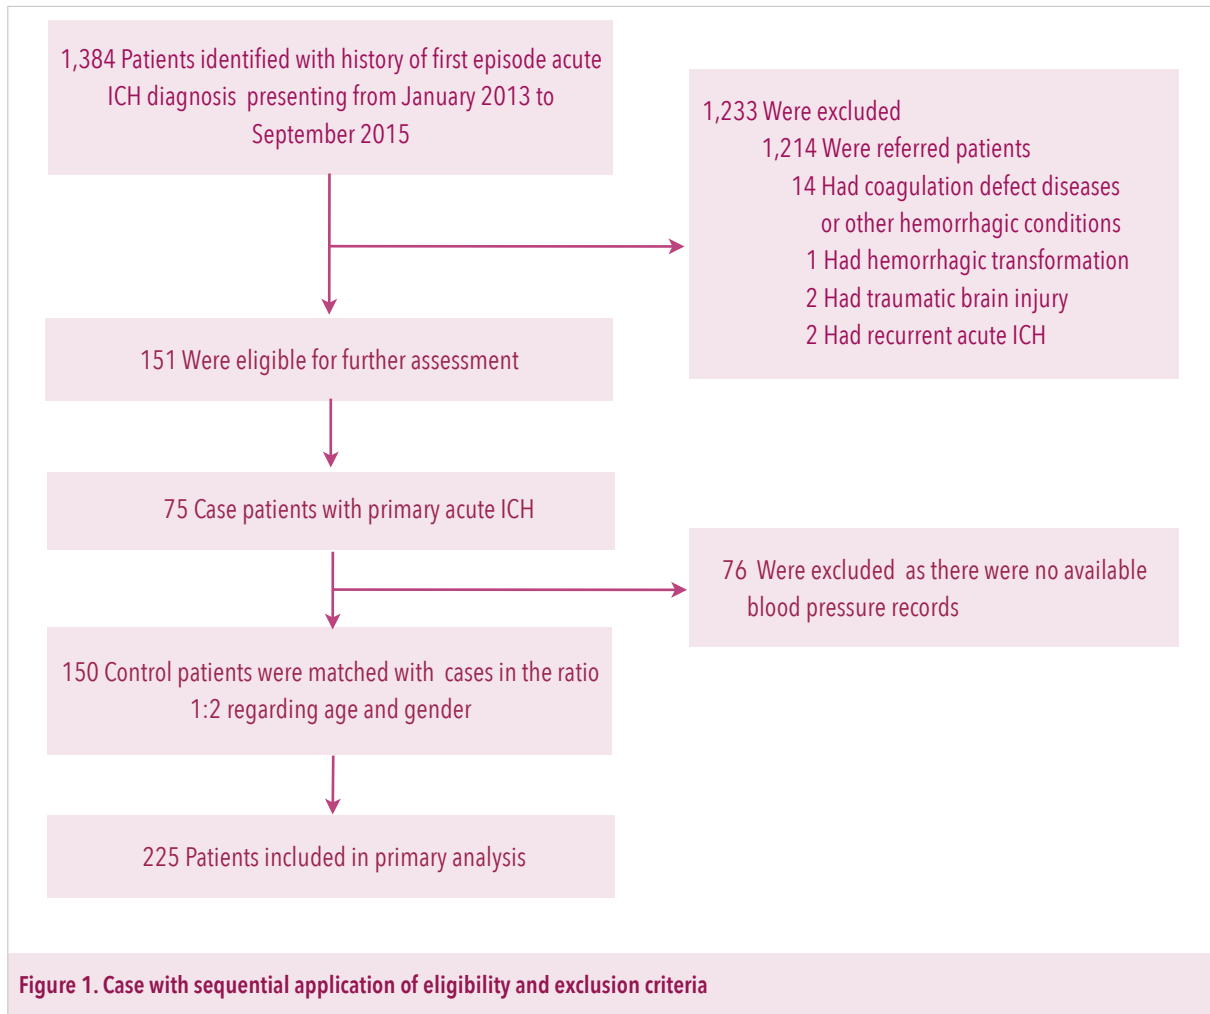 1,384 Patients identified with history of first episode acute
ICH diagnosis presenting from January 2013 to
September 2015
1,233 Were excluded
1,214 Were referred patients
14 Had coagulation defect diseases
or other hemorrhagic conditions
1 Had hemorrhagic transformation
2 Had traumatic brain injury
2 Had recurrent acute ICH
151 Were eligible for further assessment
75 Case patients with primary acute ICH
76 Were excluded as there were no available
blood pressure records
150 Control patients were matched with cases in the ratio
1:2 regarding age and gender
225 Patients included in primary analysis
Figure 1. Case with sequential application of eligibility and exclusion criteria